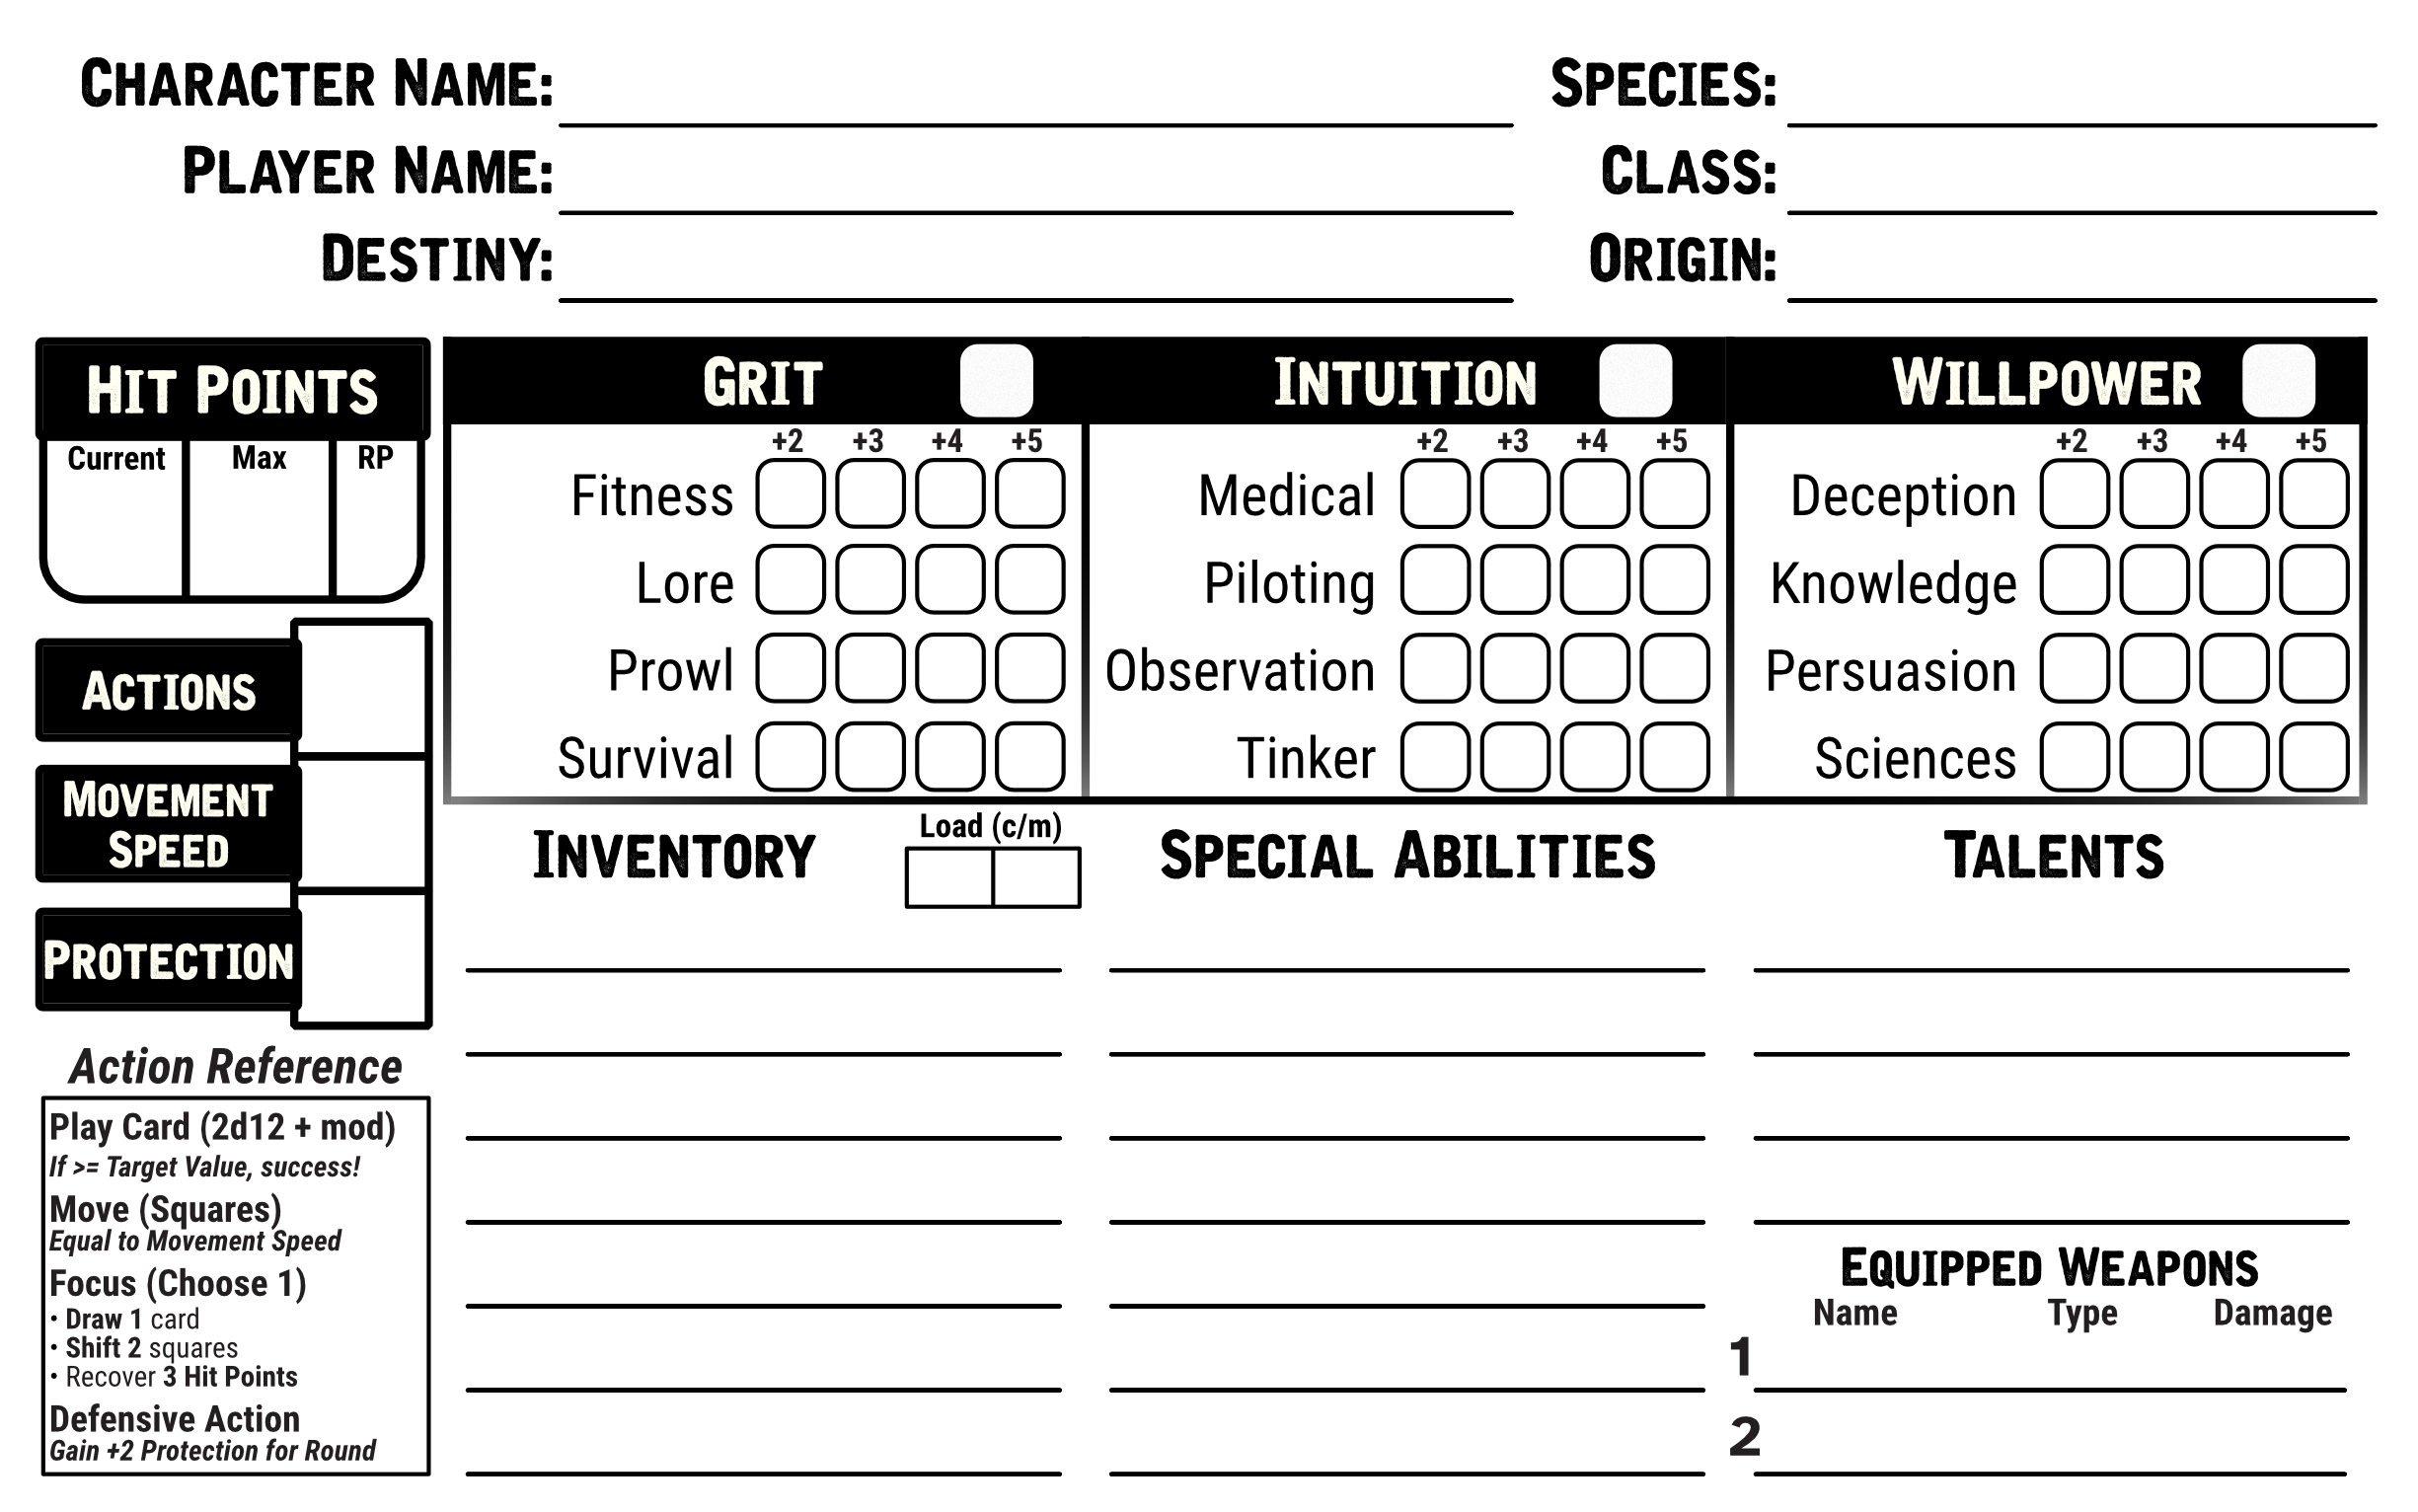 CHARACTER NAME:
SPECIES:
PLAYER NAME:
CLASS:
DESTINY:
ORIGIN:
HIT POINTS
Current Max RP
ACTIONS
MOVEMENT
SPEED
PROTECTION
Action Reference
Play Card (2d12 + mod)
If >= Target Value, success!
Move (Squares)
Equal to Movement Speed
Focus (Choose 1)
• Draw 1 card
• Shift 2 squares
• Recover 3 Hit Points
Defensive Action
Gain +2 Protection for Round
GRIT
+2 +3 +4 +5
Fitness
Lore
Prowl
Survival
INTUITION
+2 +3 +4 +5
Medical
Piloting
Observation
Tinker
WILLPOWER
+2 +3 +4 +5
Deception
Knowledge
Persuasion
Sciences
INVENTORY
Load (c/m)
SPECIAL ABILITIES
TALENTS
EQUIPPED WEAPONS
Name Type Damage
1
2